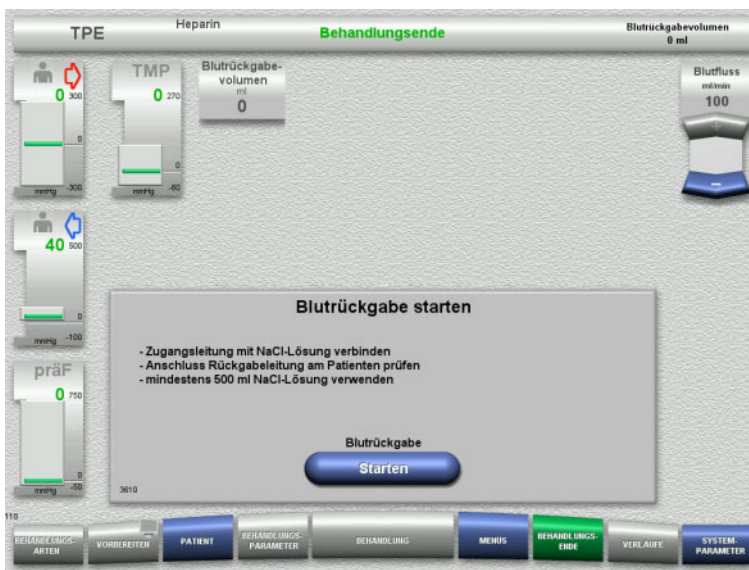 TPE
Heparin
Behandlungsende
Blutrückgabevolumen
0 ml
0
300
0
-300
mmHg
TMP
0
270
0
-60
mmHg
Blutrückgabe-
volumen
ml
0
Blutfluss
ml/min
100
+
-
40
500
0
-100
mmHg
präF
0
750
0
-50
mmHg
Blutrückgabe starten
- Zugangsleitung mit NaCl-Lösung verbinden
- Anschluss Rückgabeleitung am Patienten prüfen
- mindestens 500 ml NaCl-Lösung verwenden
Blutrückgabe
Starten
3610
110
BEHANDLUNGS-
ARTEN
VORBEREITEN
PATIENT
BEHANDLUNGS-
PARAMETER
BEHANDLUNG
MENÜS
BEHANDLUNGS-
ENDE
VERLÄUFE
SYSTEM-
PARAMETER